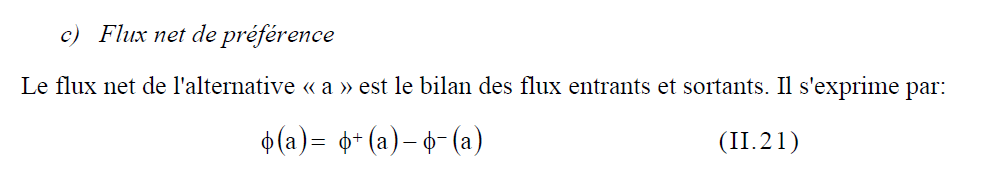 c) Flux net de préférence
Le flux net de l'alternative « a » est le bilan des flux entrants et sortants. Il s'exprime par:
ϕ(a)= ϕ⁺(a)–ϕ⁻(a) (II.21)